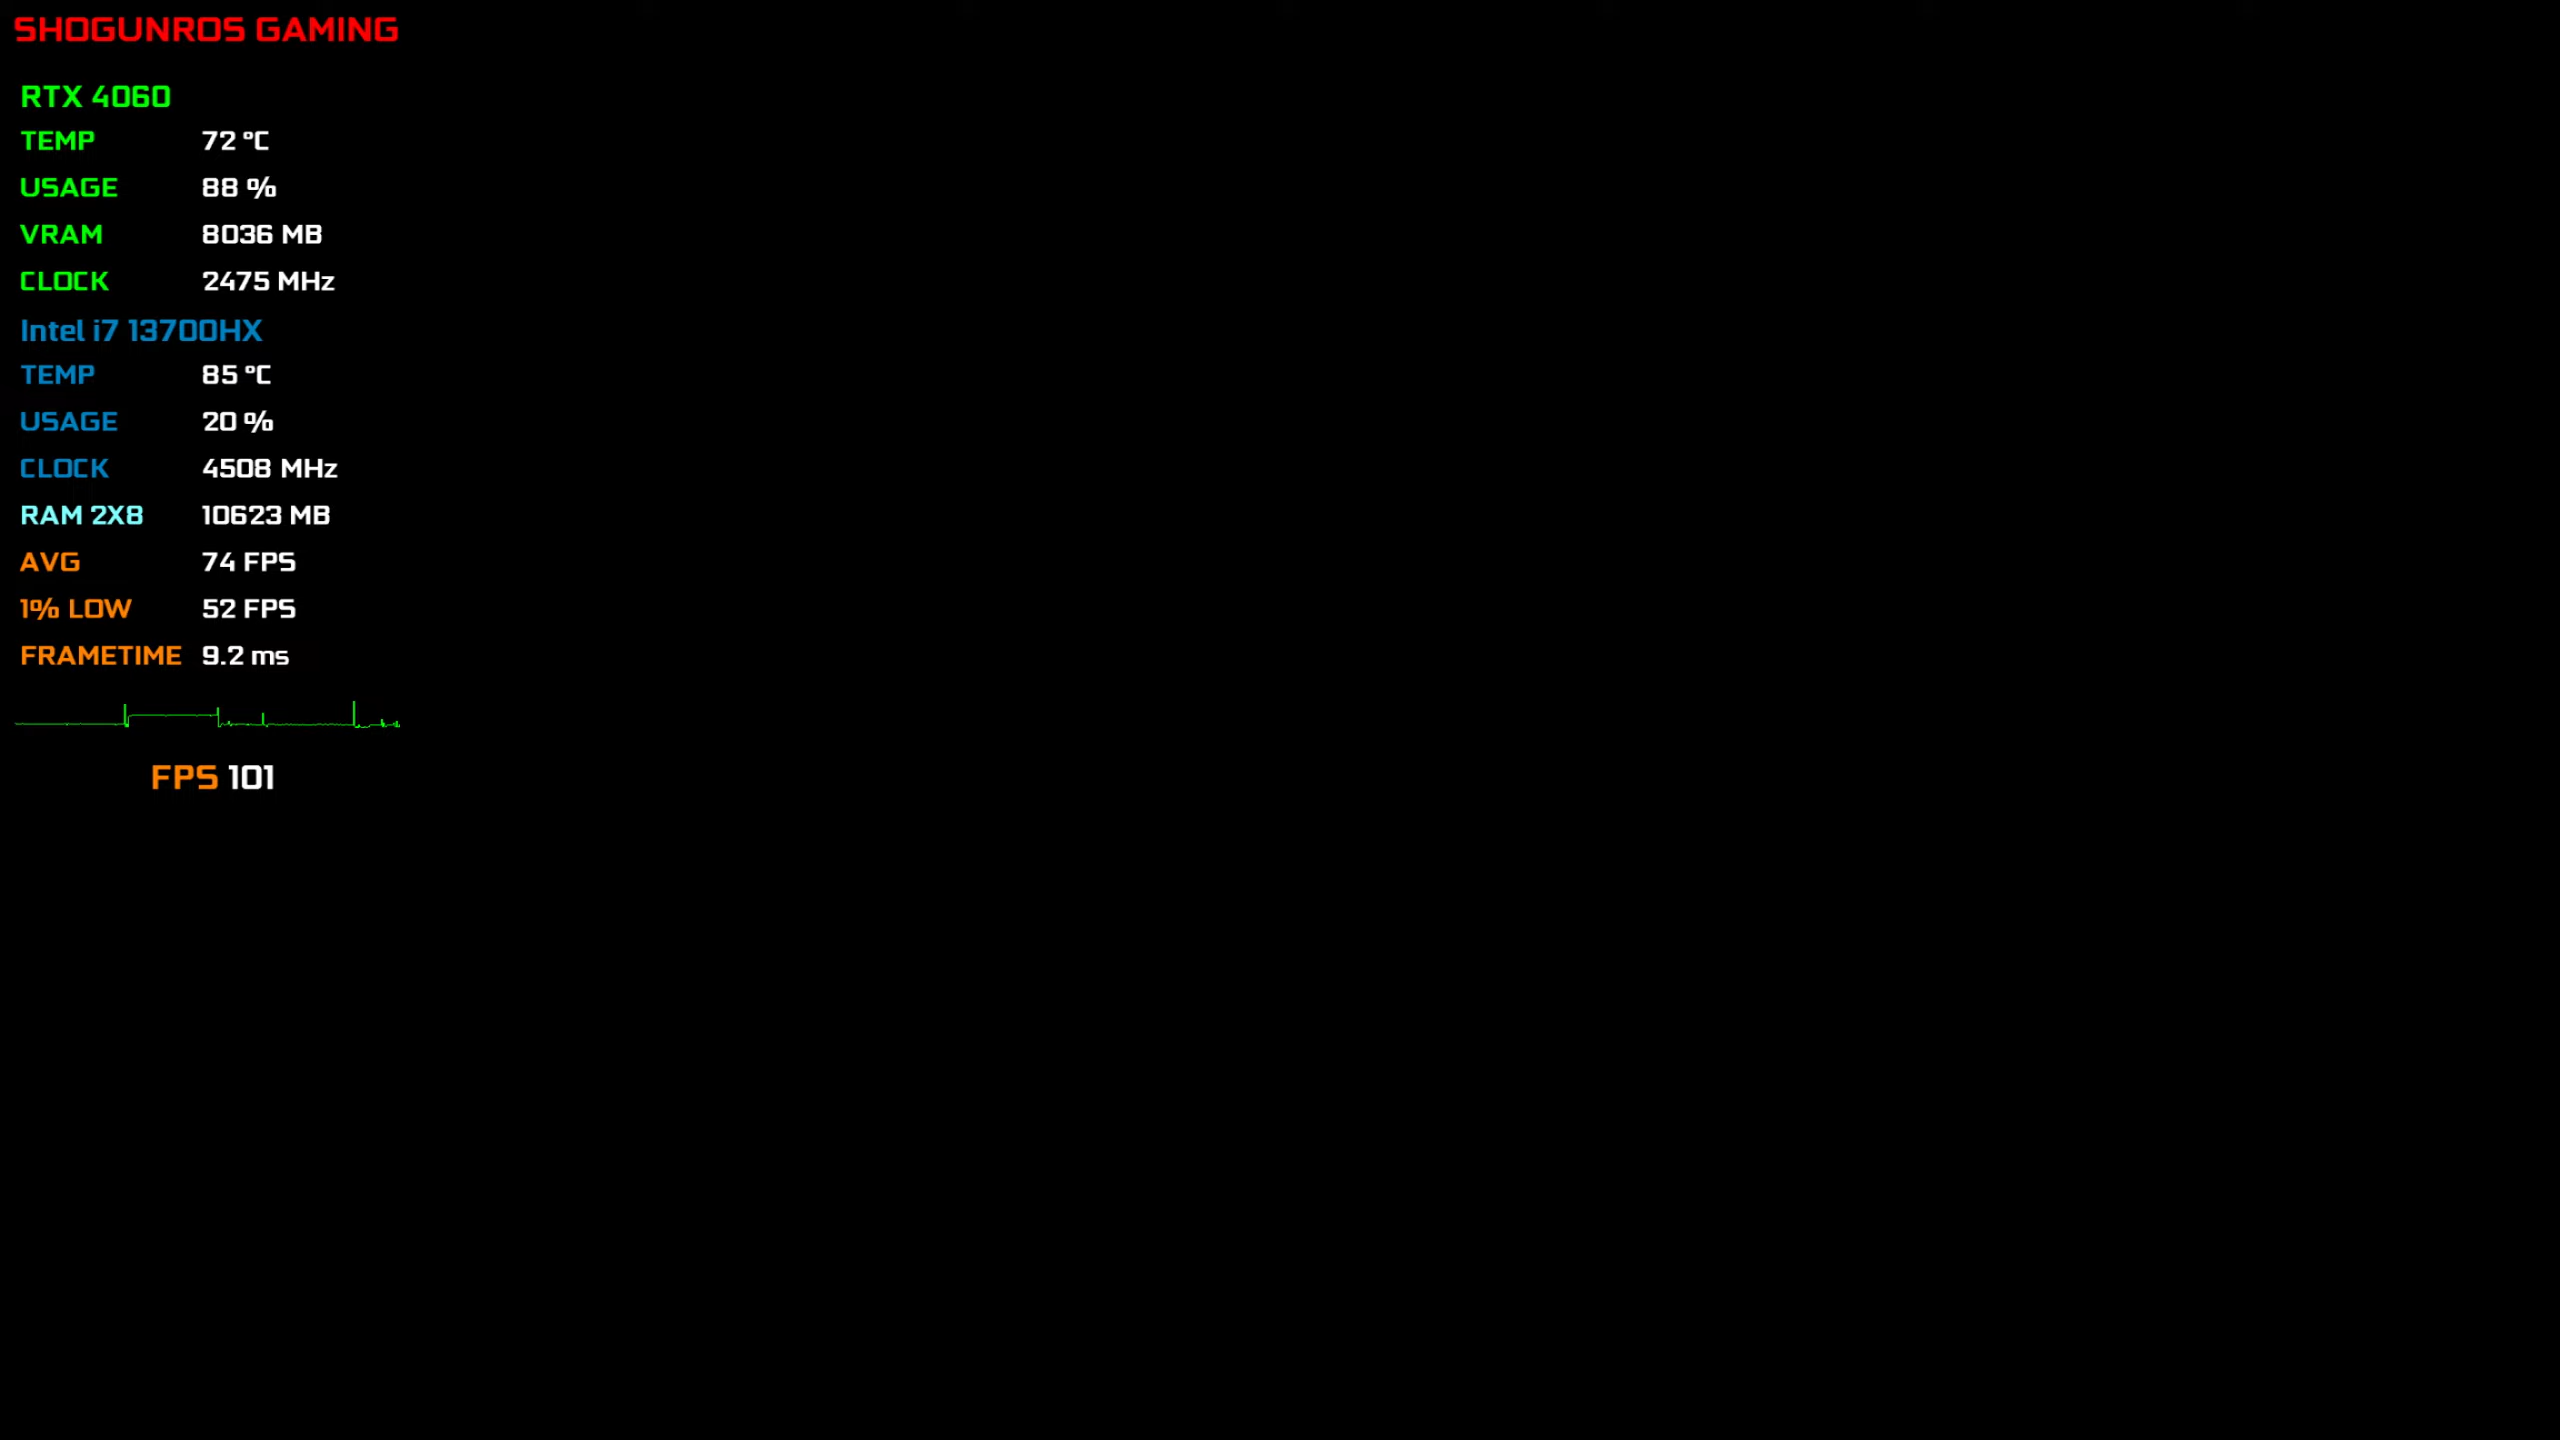 SHOGUNROS GAMING
RTX 4060
TEMP 72 °C
USAGE 88 %
VRAM 8036 MB
CLOCK 2475 MHz
Intel i7 13700HX
TEMP 85 °C
USAGE 20 %
CLOCK 4508 MHz
RAM 2X8 10623 MB
AVG 74 FPS
1% LOW 52 FPS
FRAMETIME 9.2 ms
FPS 101